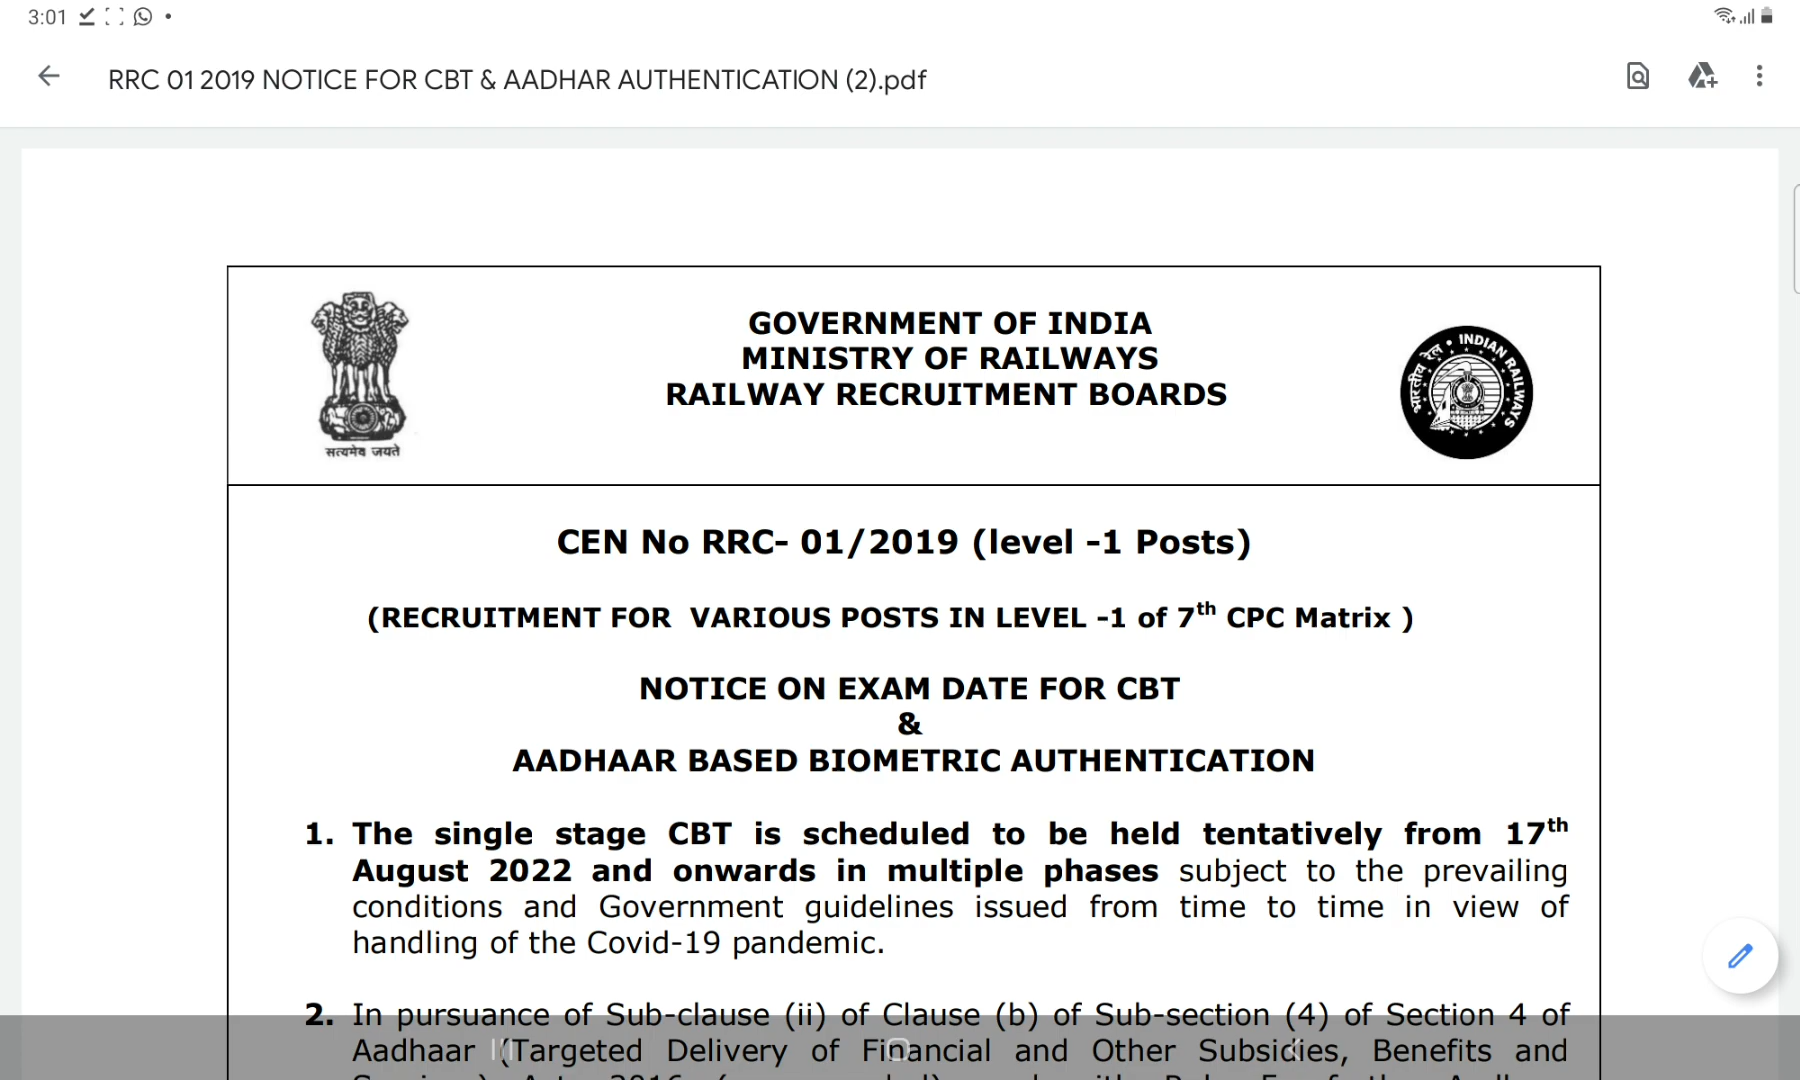 3:01
RRC 01 2019 NOTICE FOR CBT & AADHAR AUTHENTICATION (2).pdf
GOVERNMENT OF INDIA
MINISTRY OF RAILWAYS
RAILWAY RECRUITMENT BOARDS
सत्यमेव जयते
भारतीय रेल • INDIAN RAILWAYS
CEN No RRC- 01/2019 (level -1 Posts)
(RECRUITMENT FOR VARIOUS POSTS IN LEVEL -1 of 7th CPC Matrix )
NOTICE ON EXAM DATE FOR CBT
&
AADHAAR BASED BIOMETRIC AUTHENTICATION
1. The single stage CBT is scheduled to be held tentatively from 17th
August 2022 and onwards in multiple phases subject to the prevailing
conditions and Government guidelines issued from time to time in view of
handling of the Covid-19 pandemic.
2. In pursuance of Sub-clause (ii) of Clause (b) of Sub-section (4) of Section 4 of
Aadhaar (Targeted Delivery of Financial and Other Subsidies, Benefits and